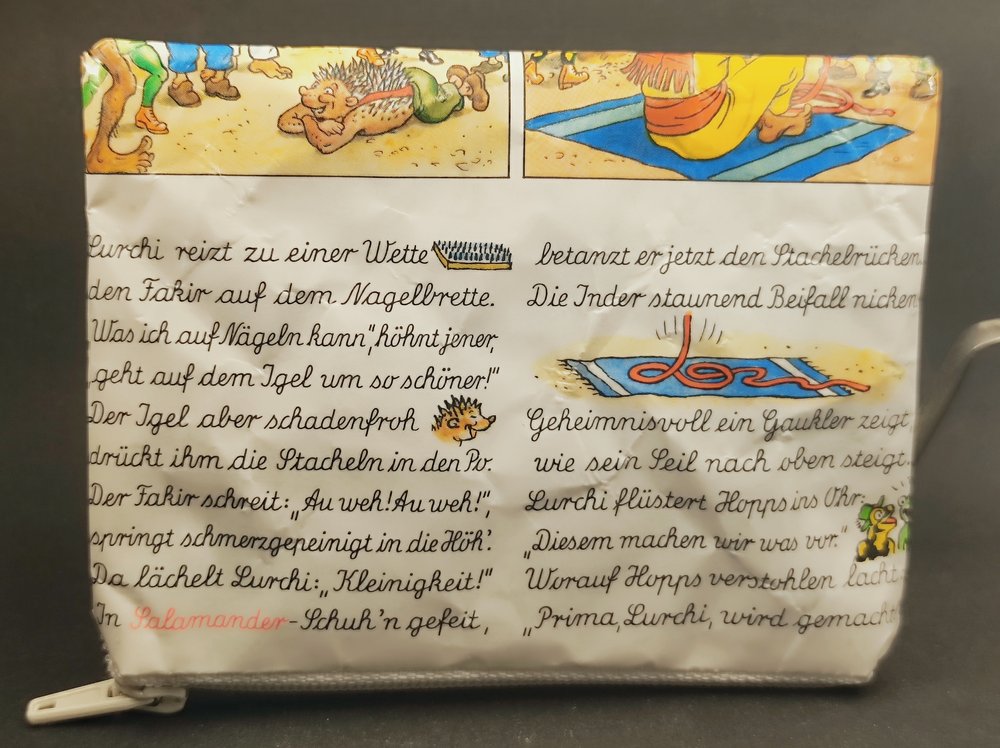 Lurchi reizt zu einer Wette
den Fakir auf dem Nagelbrette.
Was ich auf Nägeln kann", höhnt jener,
geht auf dem Igel um so schöner!"
Der Igel aber schadenfroh
drückt ihm die Stacheln in den Po.
Der Fakir schreit: „Au weh! Au weh!",
springt schmerzgepeinigt in die Höh'.
Da lächelt Lurchi: „Kleinigkeit!"
In Salamander-Schuh'n gefeit,
betanzt er jetzt den Stachelrücken.
Die Inder staunend Beifall nicken
Geheimnisvoll ein Gaukler zeigt,
wie sein Seil nach oben steigt.
Lurchi flüstert Hopps ins Ohr:
„Diesem machen wir was vor."
Worauf Hopps verstohlen lacht:
„Prima, Lurchi, wird gemacht!